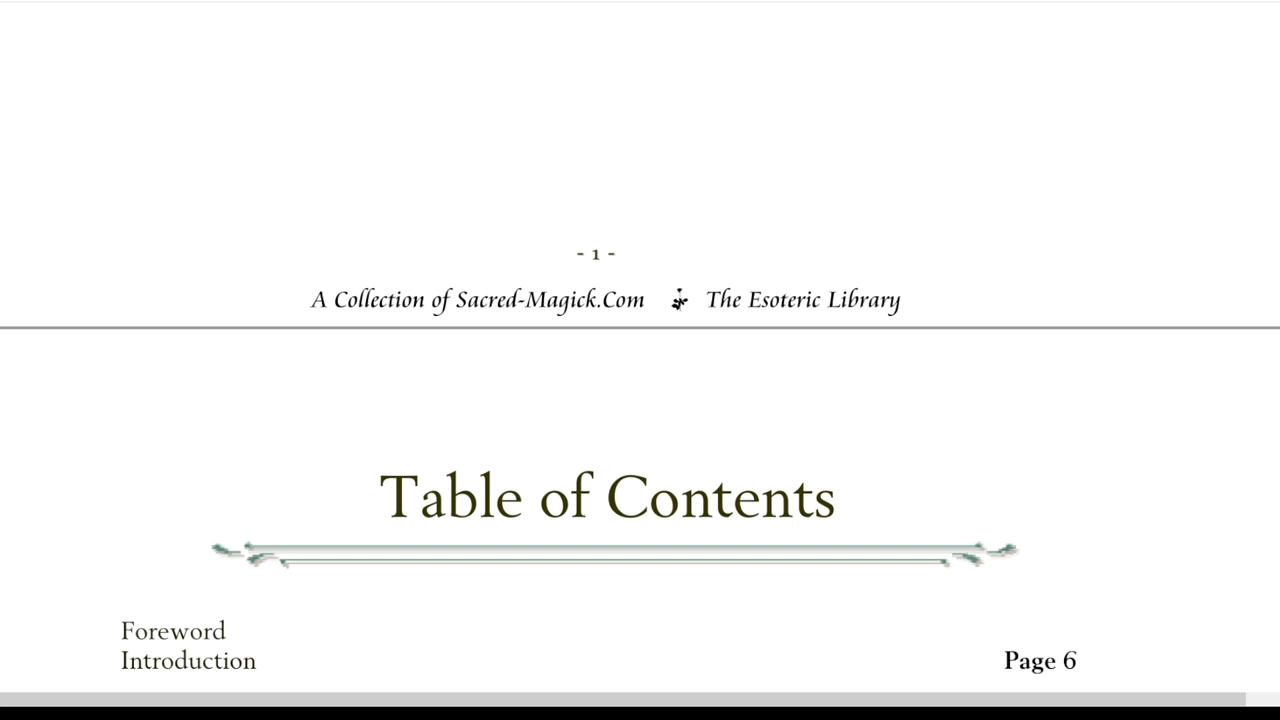 - 1 -
A Collection of Sacred-Magick.Com The Esoteric Library
Table of Contents
Foreword
Introduction Page 6